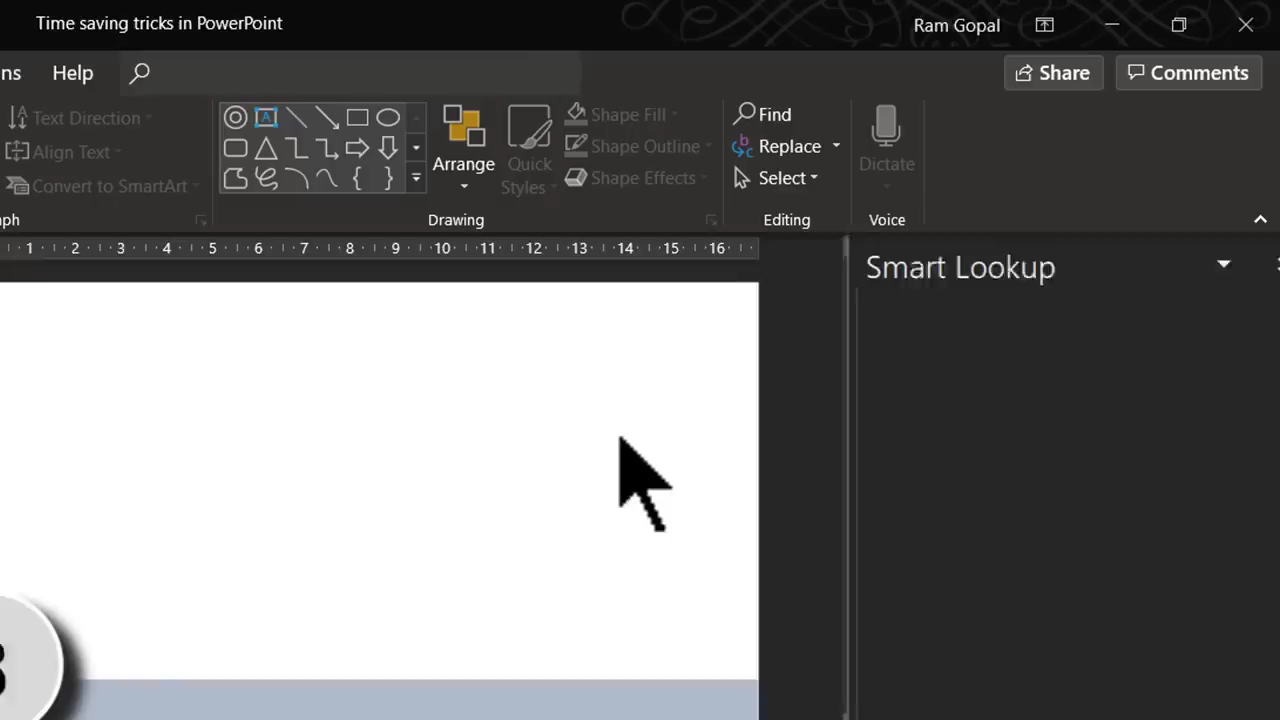 Time saving tricks in PowerPoint
Ram Gopal
ns
Help
Share
Comments
Text Direction
Align Text
Convert to SmartArt
A
Arrange
Quick
Styles
Shape Fill
Shape Outline
Shape Effects
Find
Replace
Select
Dictate
ph
Drawing
Editing
Voice
1 2 3 4 5 6 7 8 9 10 11 12 13 14 15 16
Smart Lookup